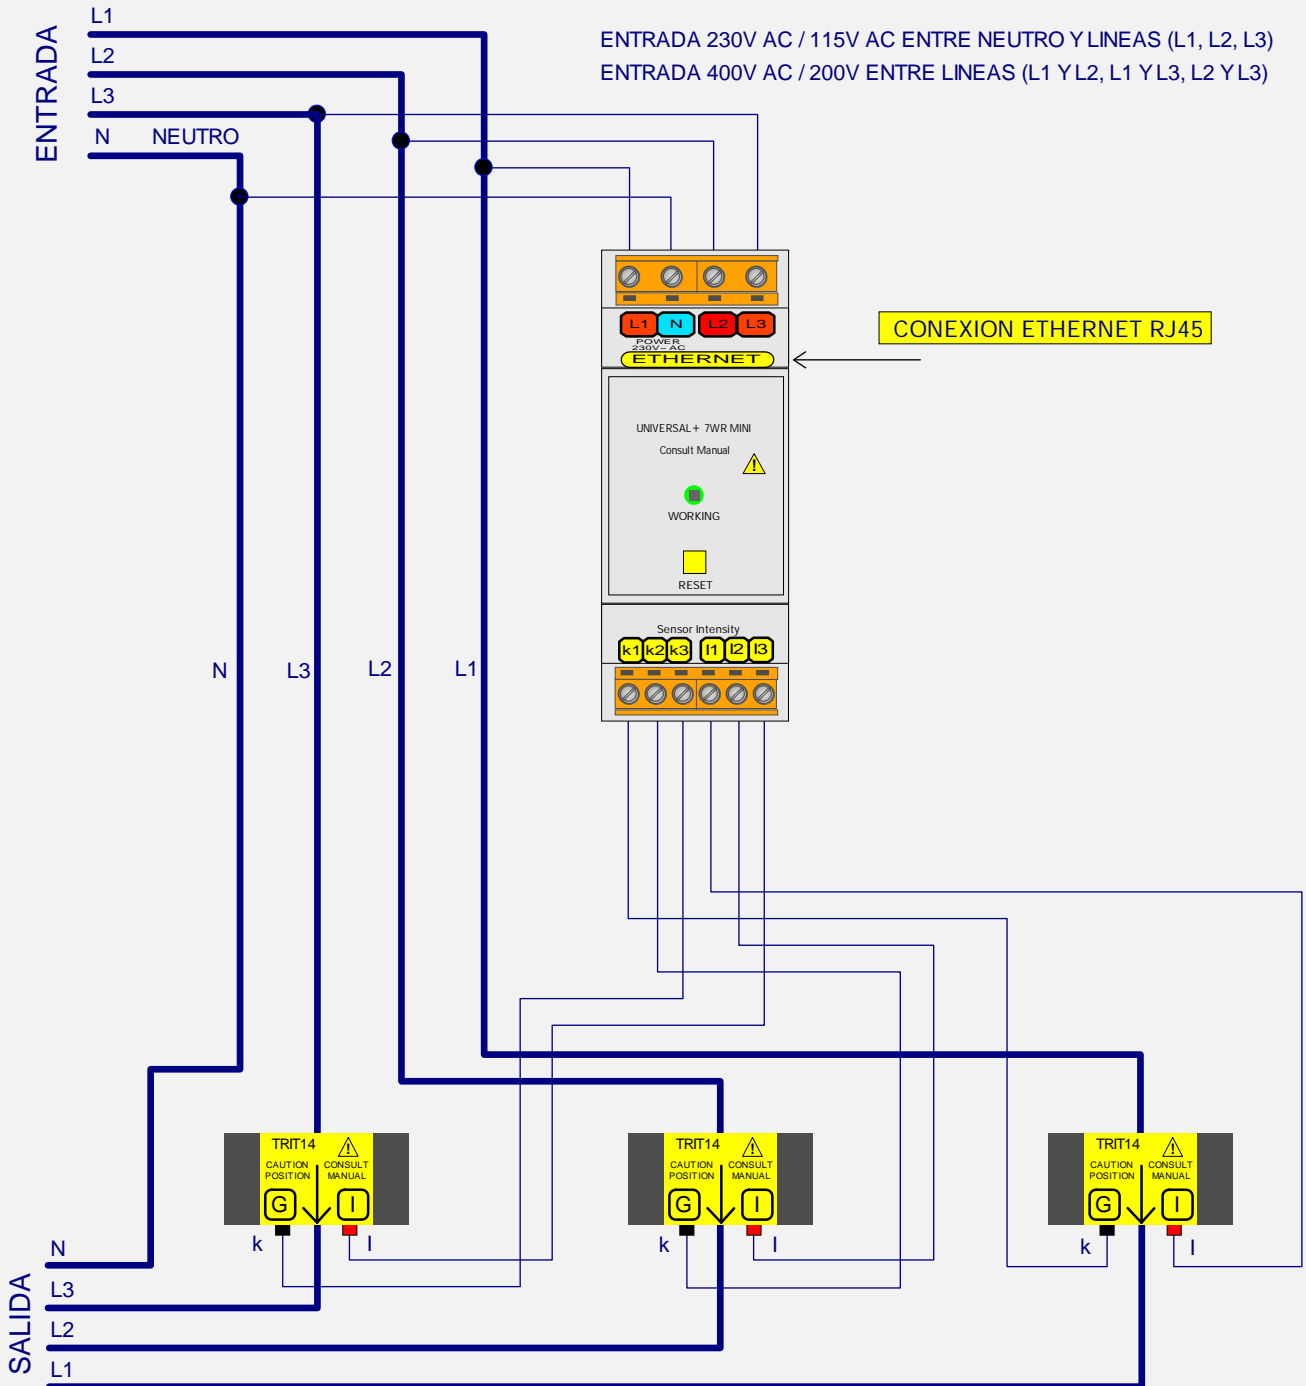 ENTRADA
L1
L2
L3
N NEUTRO
ENTRADA 230V AC / 115V AC ENTRE NEUTRO Y LINEAS (L1, L2, L3)
ENTRADA 400V AC / 200V ENTRE LINEAS (L1 Y L2, L1 Y L3, L2 Y L3)
L1 N L2 L3
POWER
230V~ AC
ETHERNET
CONEXION ETHERNET RJ45
UNIVERSAL+ 7WR MINI
Consult Manual
!
WORKING
RESET
Sensor Intensity
k1 k2 k3 l1 l2 l3
N L3 L2 L1
TRIT14 !
CAUTION POSITION
CONSULT MANUAL
G I
k l
TRIT14 !
CAUTION POSITION
CONSULT MANUAL
G I
k l
TRIT14 !
CAUTION POSITION
CONSULT MANUAL
G I
k l
SALIDA
N
L3
L2
L1